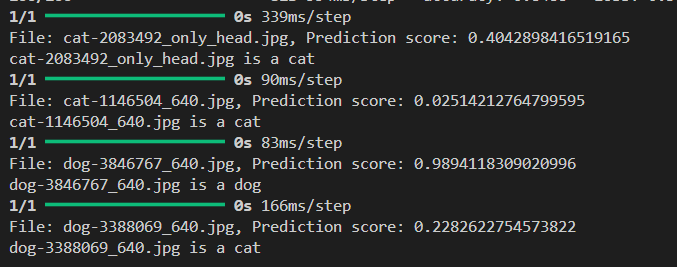 1/1 ━━━━━━━━━━━━━━━━━━━━ 0s 339ms/step
File: cat-2083492_only_head.jpg, Prediction score: 0.4042898416519165
cat-2083492_only_head.jpg is a cat
1/1 ━━━━━━━━━━━━━━━━━━━━ 0s 90ms/step
File: cat-1146504_640.jpg, Prediction score: 0.02514212764799595
cat-1146504_640.jpg is a cat
1/1 ━━━━━━━━━━━━━━━━━━━━ 0s 83ms/step
File: dog-3846767_640.jpg, Prediction score: 0.9894118309020996
dog-3846767_640.jpg is a dog
1/1 ━━━━━━━━━━━━━━━━━━━━ 0s 166ms/step
File: dog-3388069_640.jpg, Prediction score: 0.2282622754573822
dog-3388069_640.jpg is a cat